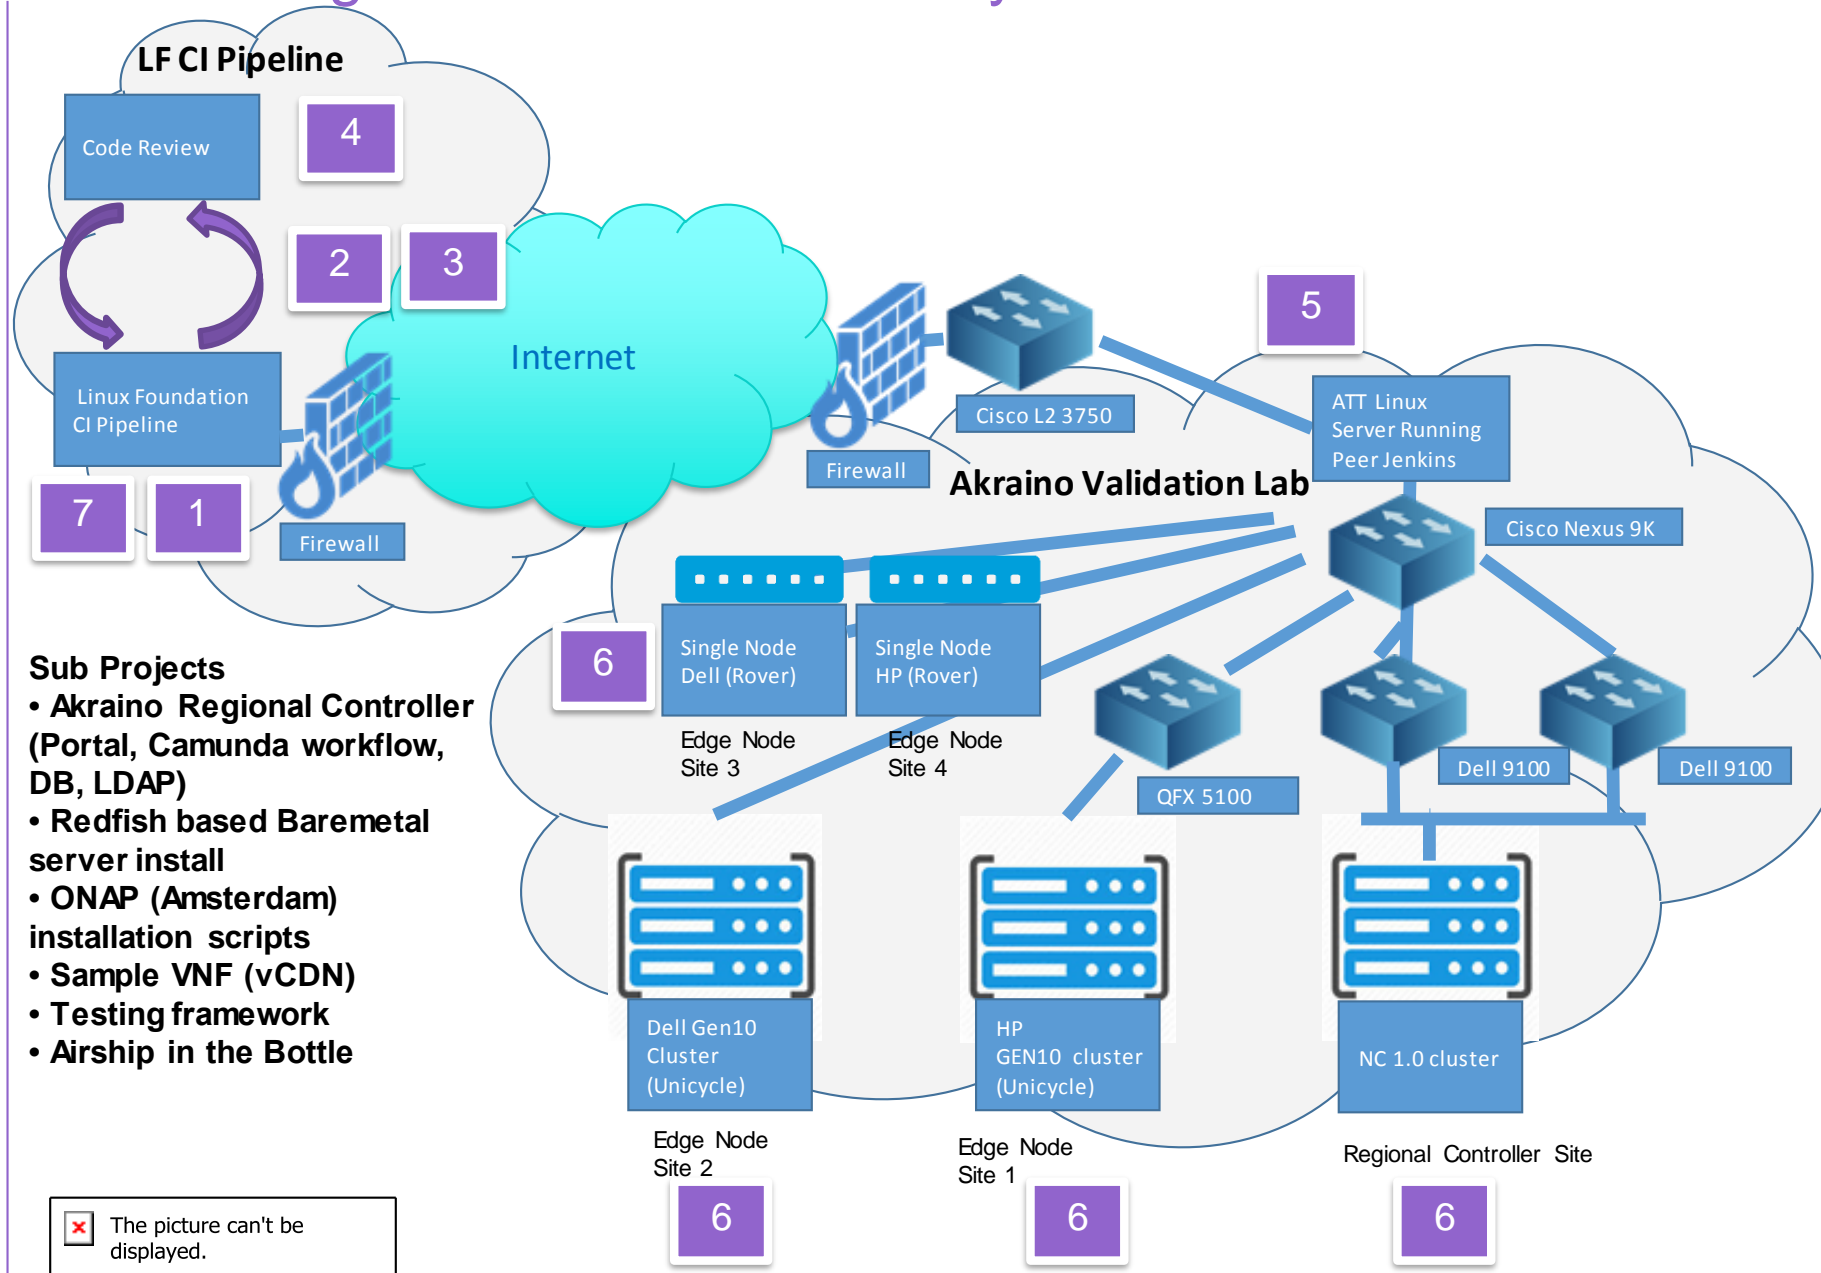 LF CI Pipeline
Code Review
4
2
3
Internet
5
Linux Foundation
CI Pipeline
Cisco L2 3750
ATT Linux
Server Running
Peer Jenkins
Firewall
Akraino Validation Lab
7
1
Firewall
Cisco Nexus 9K
Single Node
Dell (Rover)
Single Node
HP (Rover)
6
Edge Node
Site 3
Edge Node
Site 4
QFX 5100
Dell 9100
Dell 9100
Sub Projects
• Akraino Regional Controller
(Portal, Camunda workflow,
DB, LDAP)
• Redfish based Baremetal
server install
• ONAP (Amsterdam)
installation scripts
• Sample VNF (vCDN)
• Testing framework
• Airship in the Bottle
Dell Gen10
Cluster
(Unicycle)
HP
GEN10 cluster
(Unicycle)
NC 1.0 cluster
Edge Node
Site 2
Edge Node
Site 1
Regional Controller Site
6
6
6
The picture can't be
displayed.